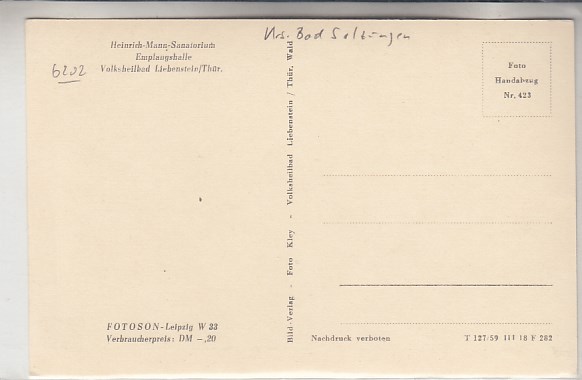 Krs. Bad Salzungen
Heinrich-Mann-Sanatorium
Empfangshalle
Volksheilbad Liebenstein/Thür.
6202
Foto
Handabzug
Nr. 423
Bild-Verlag - Foto Kley - Volksheilbad Liebenstein / Thür. Wald
FOTOSON-Leipzig W 33
Verbraucherpreis: DM -,20
Nachdruck verboten
T 127/59 III 18 F 282